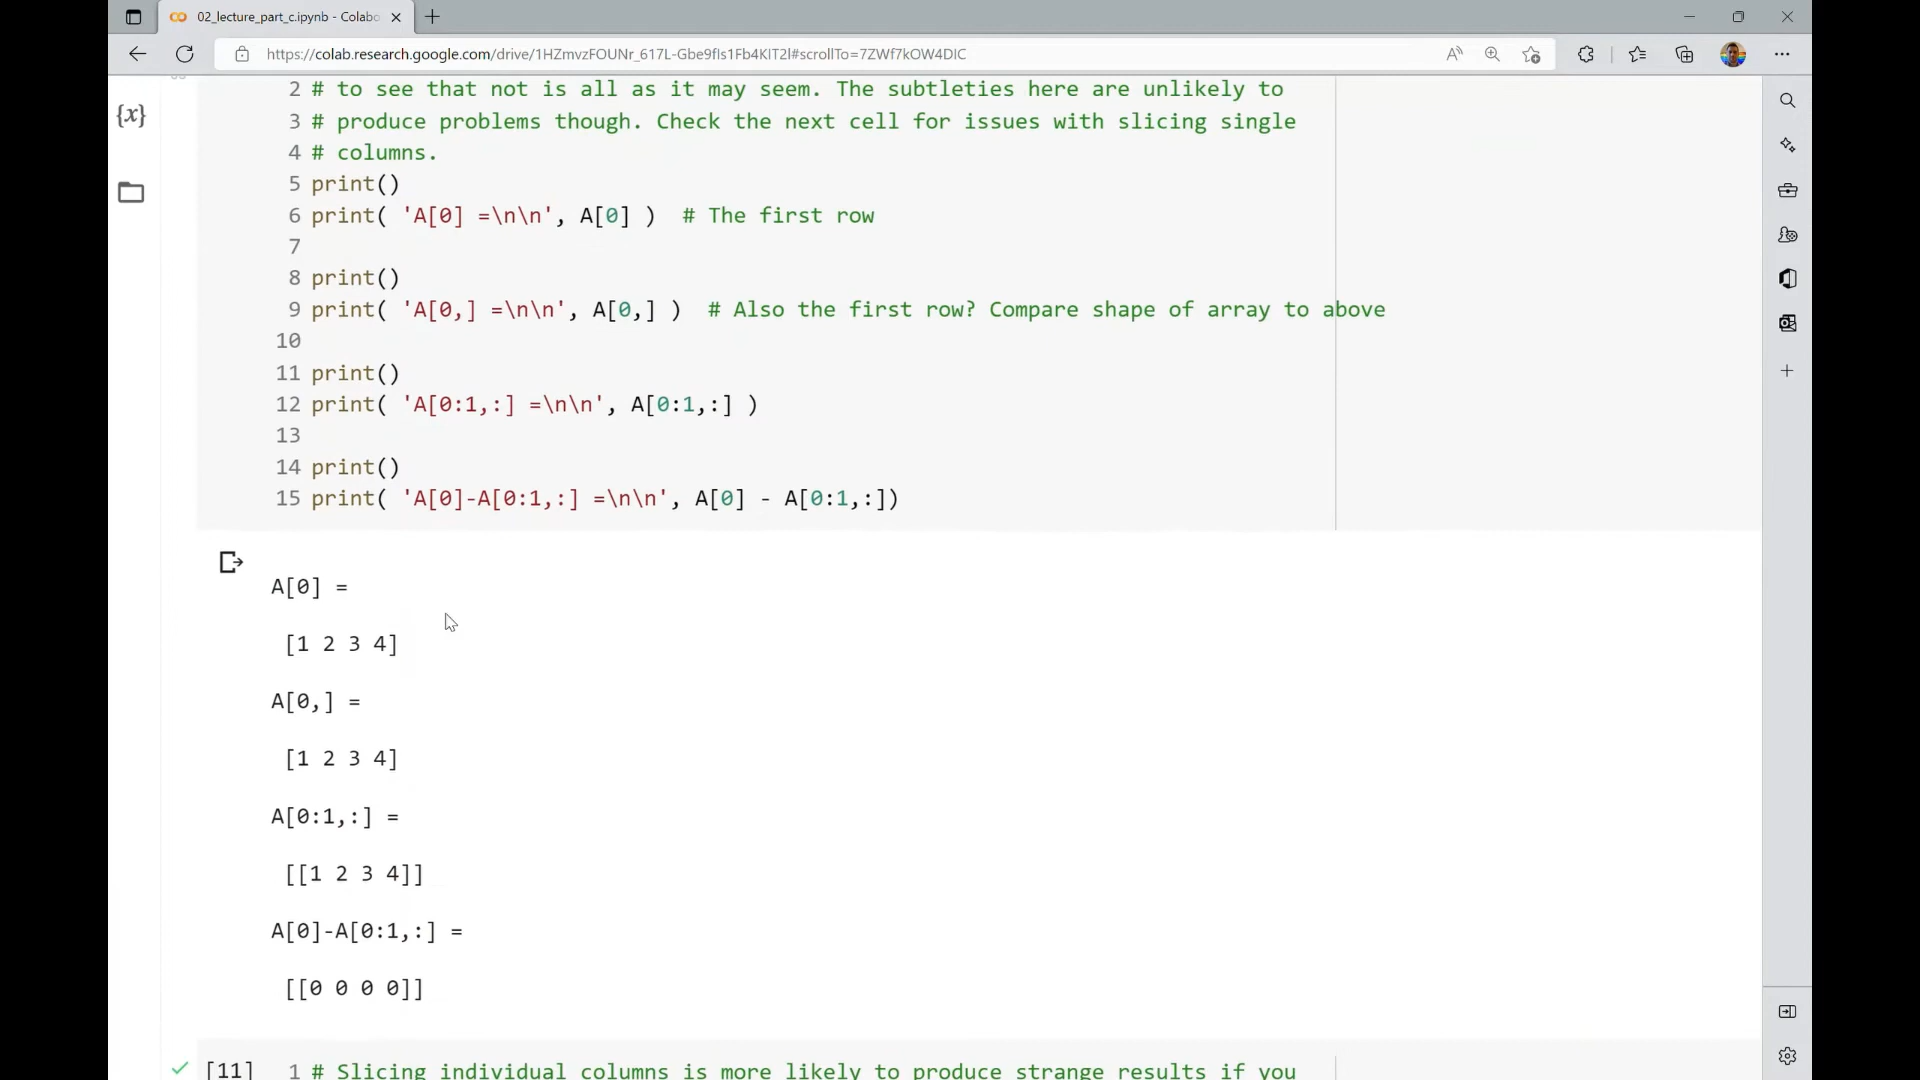 02_lecture_part_c.ipynb - Colabo
https://colab.research.google.com/drive/1HZmvzFOUNr_617L-Gbe9fIs1Fb4KIT2l#scrollTo=7ZWf7kOW4DIC
{x}
2 # to see that not is all as it may seem. The subtleties here are unlikely to
3 # produce problems though. Check the next cell for issues with slicing single
4 # columns.
5 print()
6 print( 'A[0] =\n\n', A[0] )  # The first row
7
8 print()
9 print( 'A[0,] =\n\n', A[0,] )  # Also the first row? Compare shape of array to above
10
11 print()
12 print( 'A[0:1,:] =\n\n', A[0:1,:] )
13
14 print()
15 print( 'A[0]-A[0:1,:] =\n\n', A[0] - A[0:1,:])
A[0] =
[1 2 3 4]
A[0,] =
[1 2 3 4]
A[0:1,:] =
[[1 2 3 4]]
A[0]-A[0:1,:] =
[[0 0 0 0]]
[11] 1 # Slicing individual columns is more likely to produce strange results if you